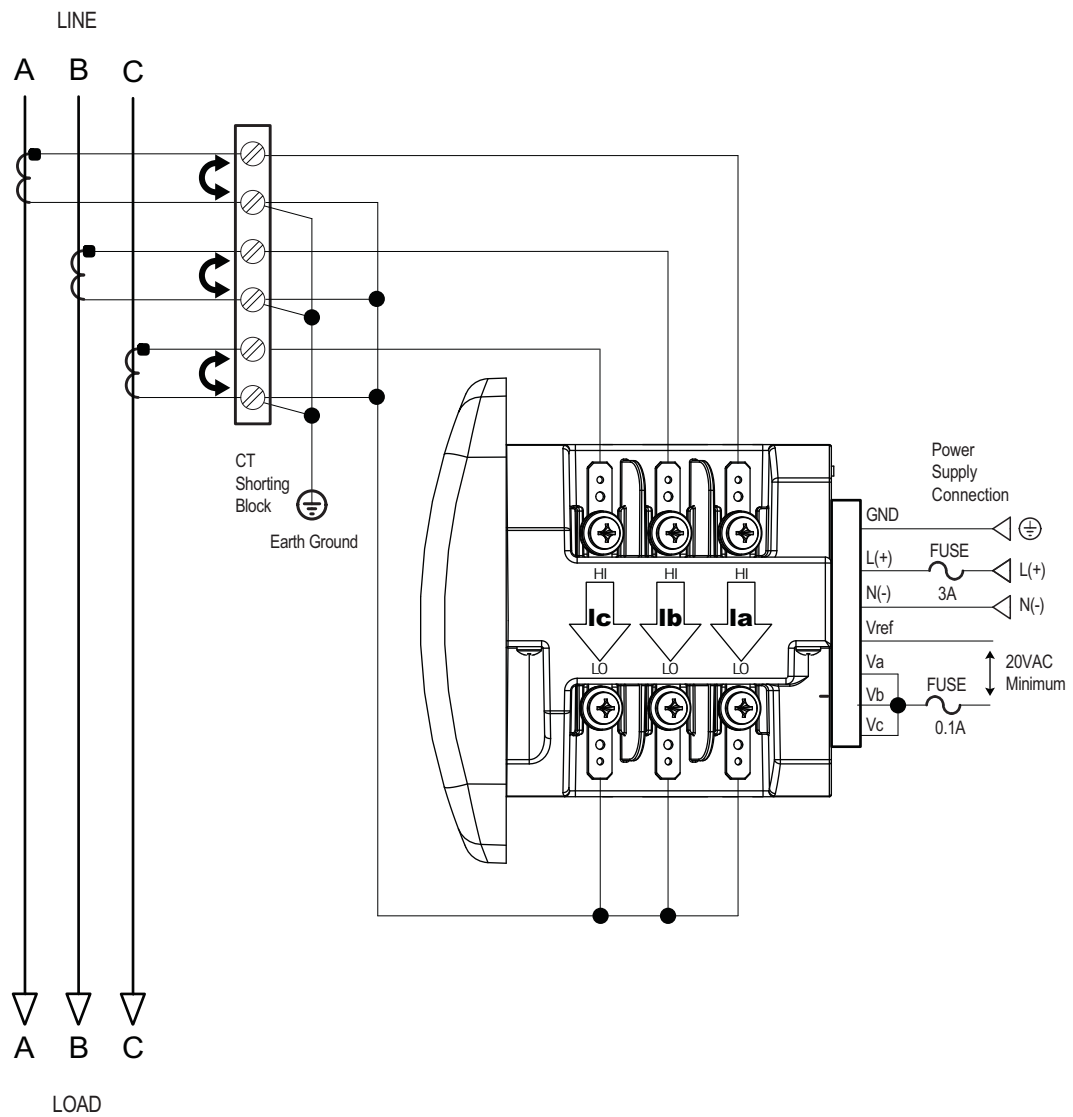 LINE
A B C
CT
Shorting
Block
Earth Ground
Power
Supply
Connection
GND
L(+)
FUSE
3A
L(+)
N(-)
N(-)
Vref
Va
Vb
Vc
FUSE
0.1A
20VAC
Minimum
HI HI HI
Ic Ib Ia
LO LO LO
A B C
LOAD